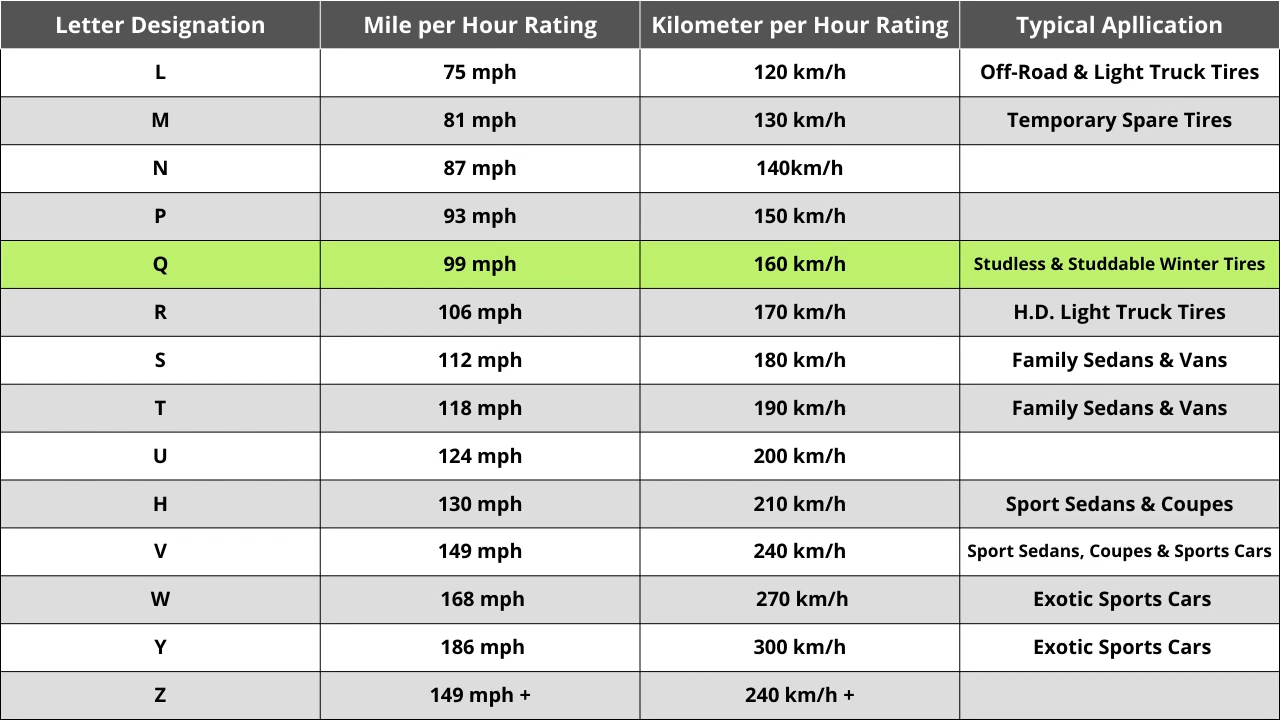 Letter Designation Mile per Hour Rating Kilometer per Hour Rating Typical Apllication
L 75 mph 120 km/h Off-Road & Light Truck Tires
M 81 mph 130 km/h Temporary Spare Tires
N 87 mph 140km/h
P 93 mph 150 km/h
Q 99 mph 160 km/h Studless & Studdable Winter Tires
R 106 mph 170 km/h H.D. Light Truck Tires
S 112 mph 180 km/h Family Sedans & Vans
T 118 mph 190 km/h Family Sedans & Vans
U 124 mph 200 km/h
H 130 mph 210 km/h Sport Sedans & Coupes
V 149 mph 240 km/h Sport Sedans, Coupes & Sports Cars
W 168 mph 270 km/h Exotic Sports Cars
Y 186 mph 300 km/h Exotic Sports Cars
Z 149 mph + 240 km/h +